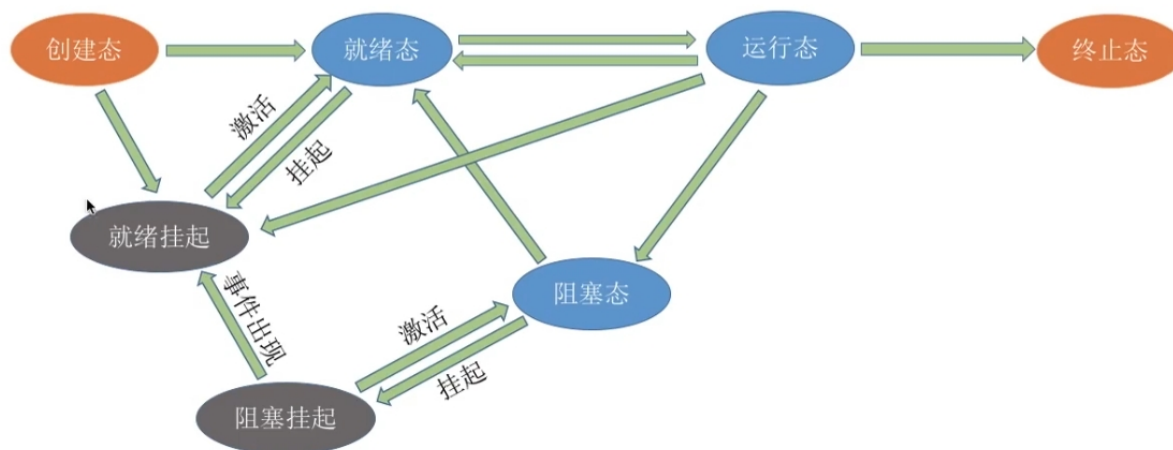 创建态
就绪态
运行态
终止态
激活
挂起
就绪挂起
事件出现
阻塞态
激活
挂起
阻塞挂起